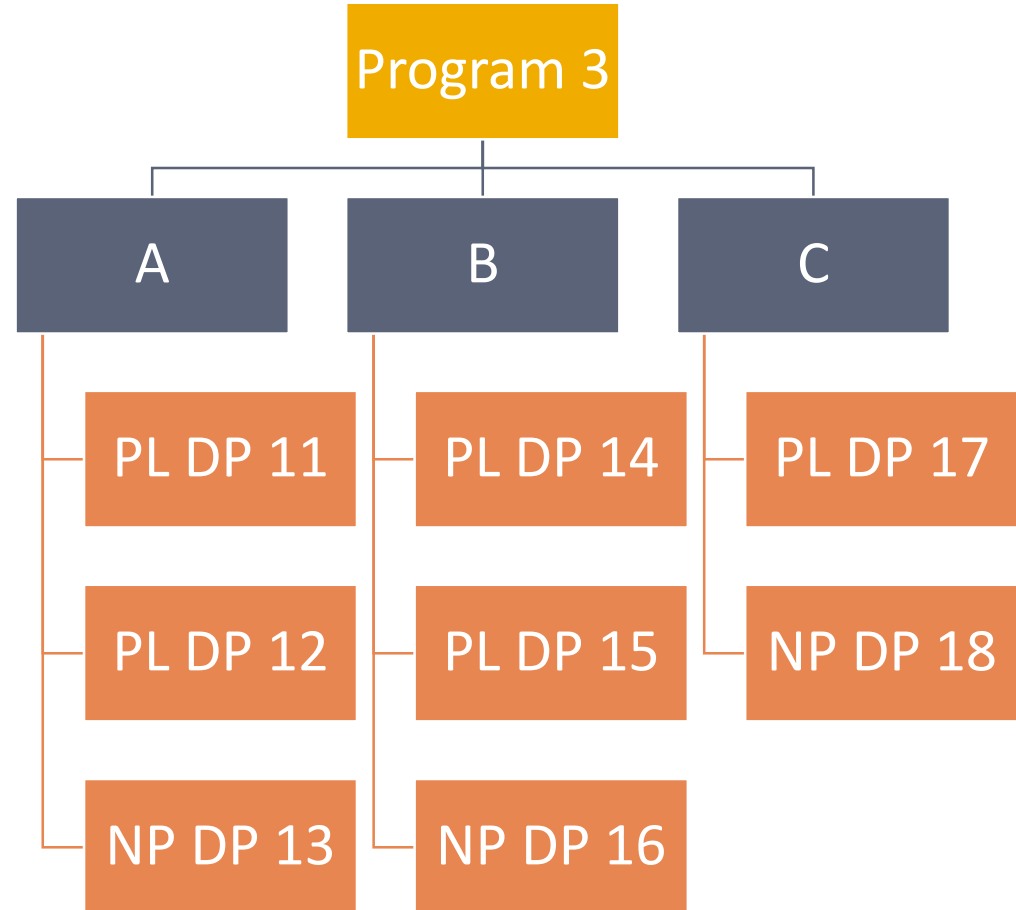 Program 3
A
B
C
PL DP 11
PL DP 14
PL DP 17
PL DP 12
PL DP 15
NP DP 18
NP DP 13
NP DP 16